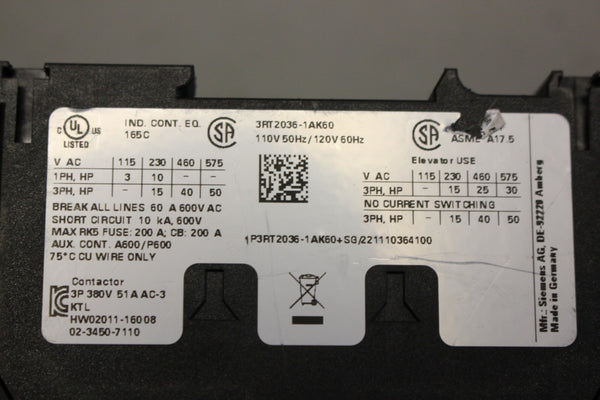 C UL US
LISTED
IND. CONT. EQ.
165C
V AC 115 230 460 575
1PH, HP 3 10 – –
3PH, HP – 15 40 50
BREAK ALL LINES 60 A 600V AC
SHORT CIRCUIT 10 kA, 600V
MAX RK5 FUSE: 200 A; CB: 200 A
AUX. CONT. A600/P600
75°C CU WIRE ONLY
Contactor
3P 380V 51A AC-3
KTL
HW02011-16008
02-3450-7110
SA
3RT2036-1AK60
110V 50Hz/120V 60Hz
1P3RT2036-1AK60+SG/221110364100
SA
ASME A17.5
Elevator USE
V AC 115 230 460 575
3PH, HP – 15 25 30
NO CURRENT SWITCHING
3PH, HP – 15 40 50
Mfr.: Siemens AG, DE-92220 Amberg
Made in Germany